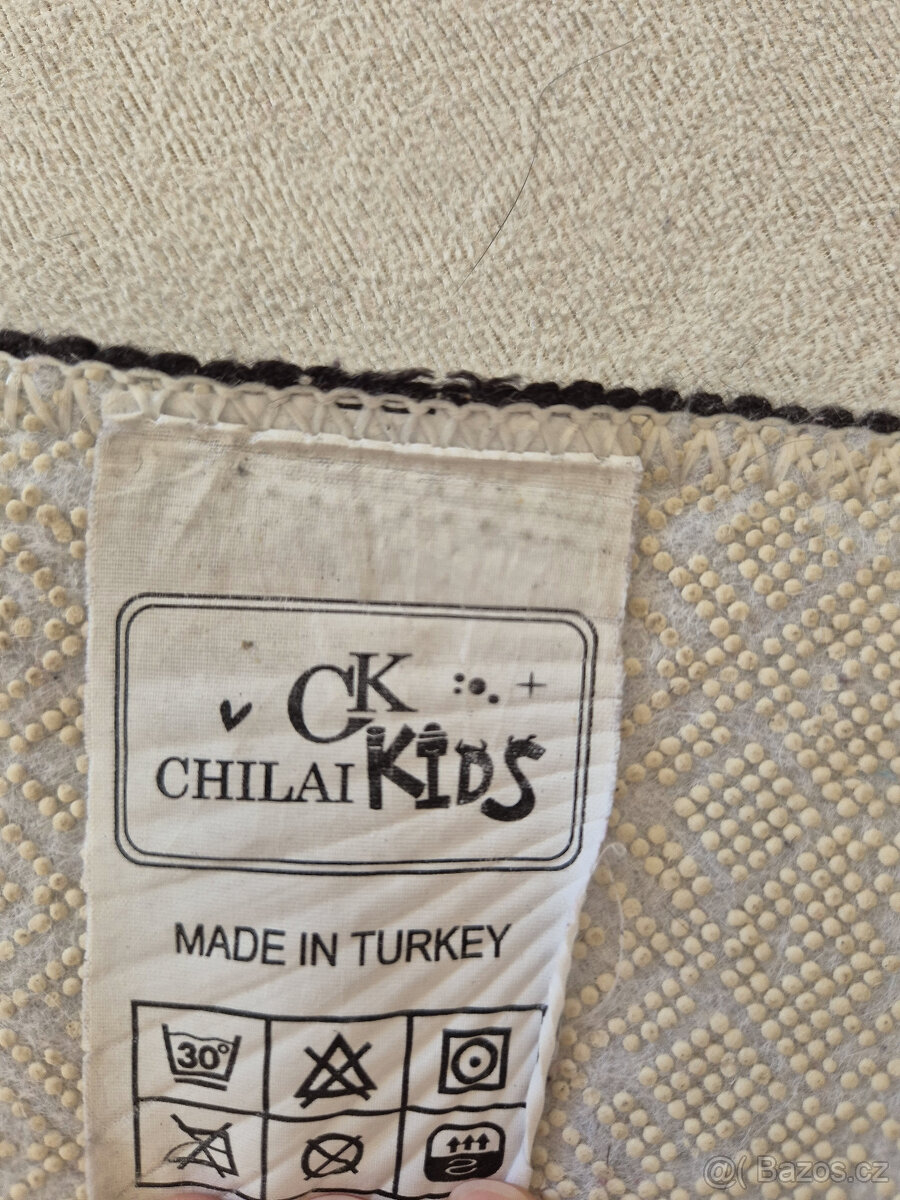 CK
CHILAI KIDS
MADE IN TURKEY
30°
@( Bazos.cz